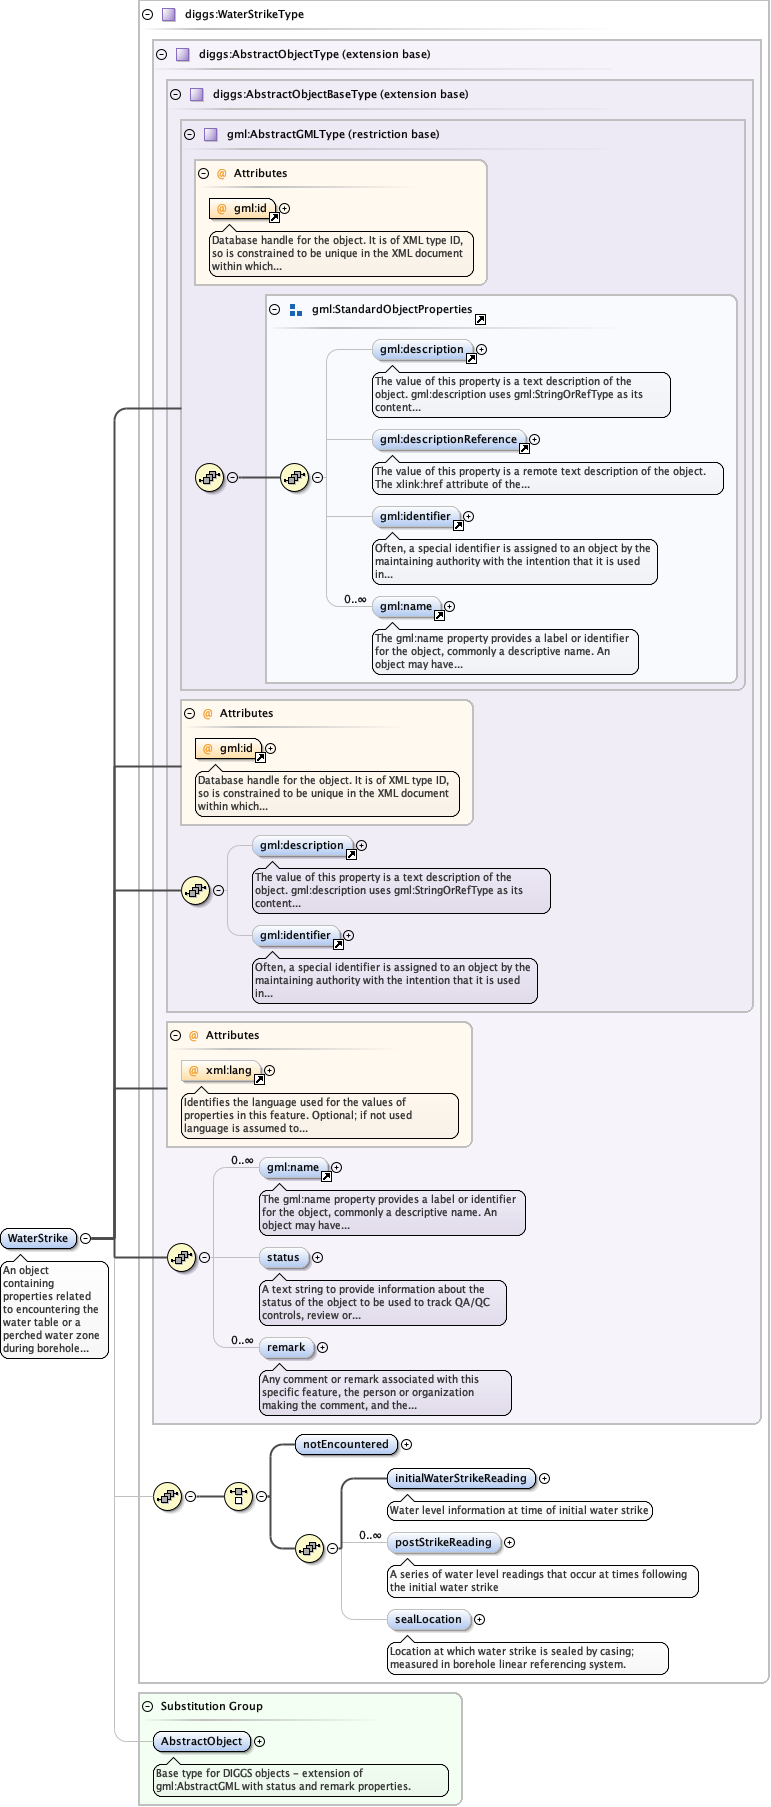 diggs:WaterStrikeType
diggs:AbstractObjectType (extension base)
diggs:AbstractObjectBaseType (extension base)
gml:AbstractGMLType (restriction base)
@ Attributes
@ gml:id
Database handle for the object. It is of XML type ID,
so is constrained to be unique in the XML document
within which...
gml:StandardObjectProperties
gml:description
The value of this property is a text description of the
object. gml:description uses gml:StringOrRefType as its
content...
gml:descriptionReference
The value of this property is a remote text description of the object.
The xlink:href attribute of the...
gml:identifier
Often, a special identifier is assigned to an object by the
maintaining authority with the intention that it is used
in...
0..∞
gml:name
The gml:name property provides a label or identifier
for the object, commonly a descriptive name. An
object may have...
@ Attributes
@ gml:id
Database handle for the object. It is of XML type ID,
so is constrained to be unique in the XML document
within which...
gml:description
The value of this property is a text description of the
object. gml:description uses gml:StringOrRefType as its
content...
gml:identifier
Often, a special identifier is assigned to an object by the
maintaining authority with the intention that it is used
in...
@ Attributes
@ xml:lang
Identifies the language used for the values of
properties in this feature. Optional; if not used
language is assumed to...
0..∞
gml:name
The gml:name property provides a label or identifier
for the object, commonly a descriptive name. An
object may have...
WaterStrike
An object
containing
properties related
to encountering the
water table or a
perched water zone
during borehole...
status
A text string to provide information about the
status of the object to be used to track QA/QC
controls, review or...
0..∞
remark
Any comment or remark associated with this
specific feature, the person or organization
making the comment, and the...
notEncountered
initialWaterStrikeReading
Water level information at time of initial water strike
0..∞
postStrikeReading
A series of water level readings that occur at times following
the initial water strike
sealLocation
Location at which water strike is sealed by casing;
measured in borehole linear referencing system.
Substitution Group
AbstractObject
Base type for DIGGS objects - extension of
gml:AbstractGML with status and remark properties.